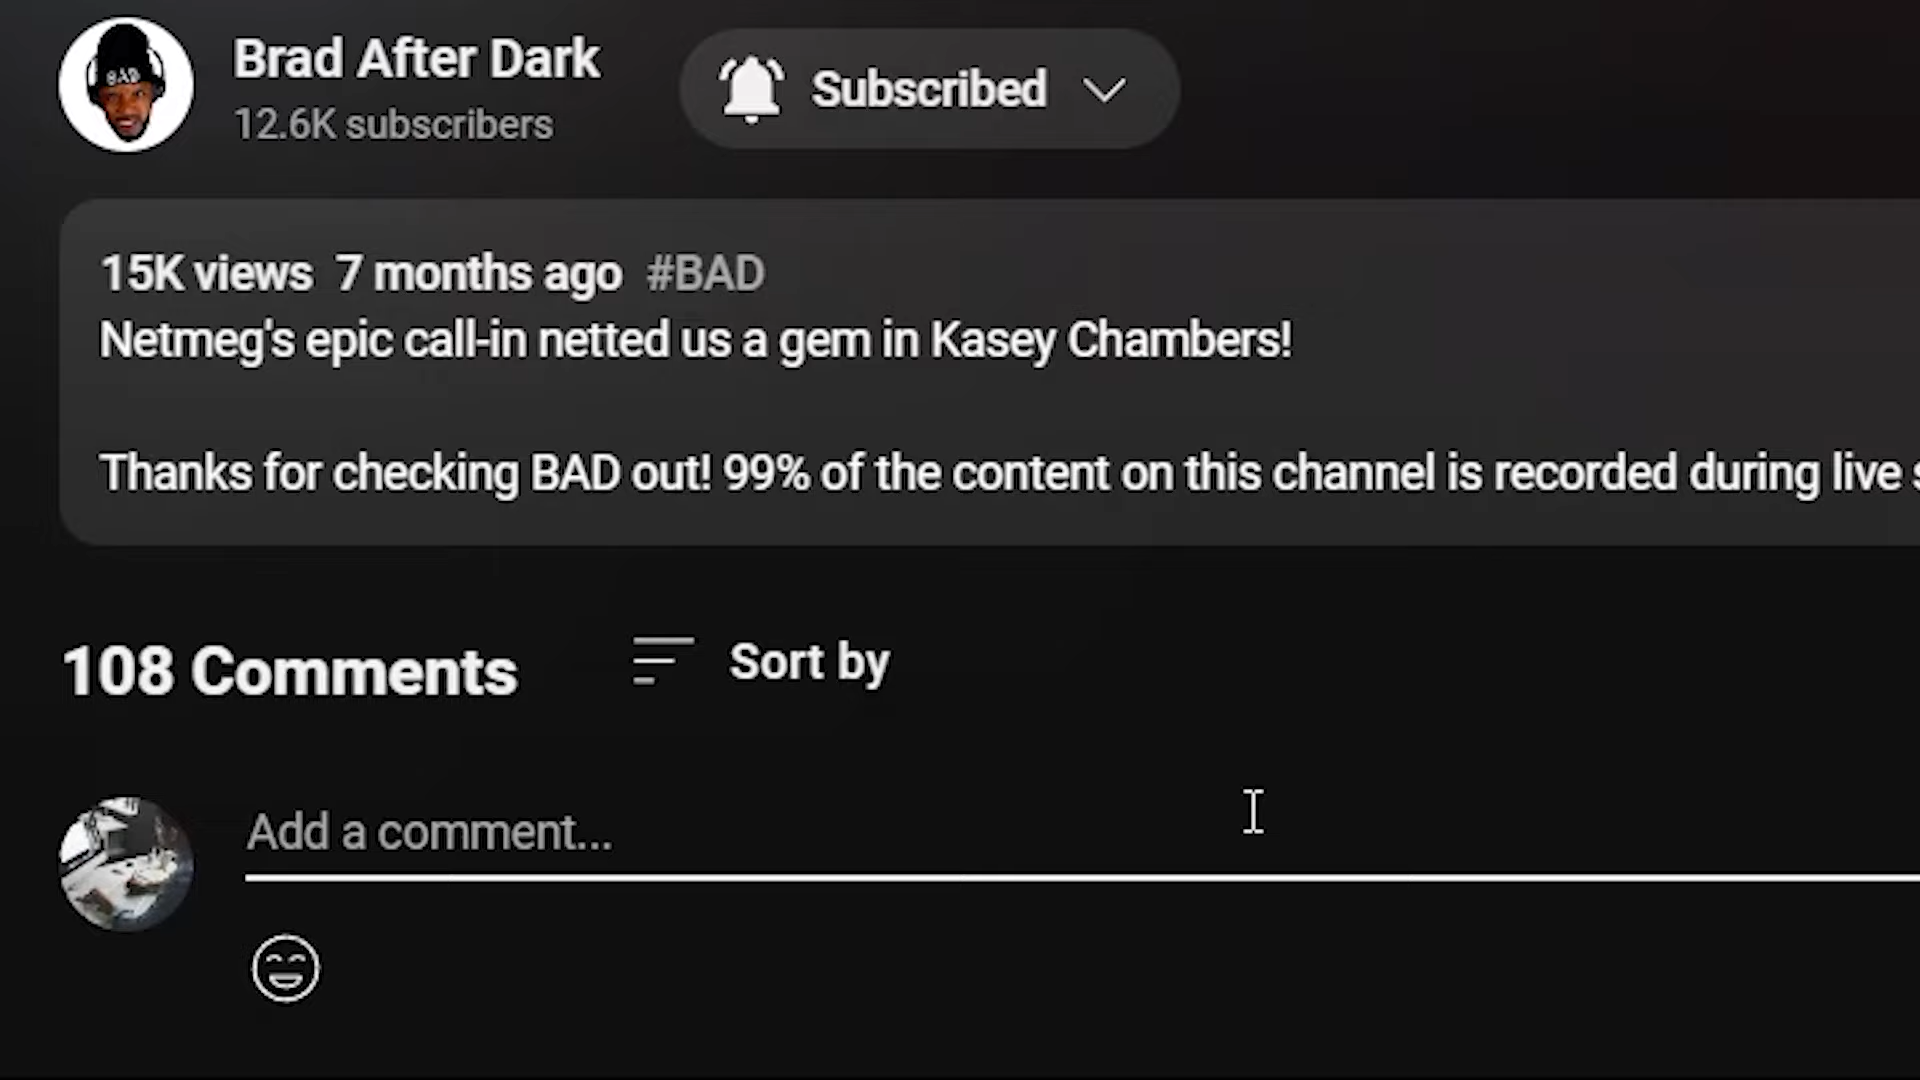 BAD
Brad After Dark
12.6K subscribers
Subscribed
15K views 7 months ago #BAD
Netmeg's epic call-in netted us a gem in Kasey Chambers!
Thanks for checking BAD out! 99% of the content on this channel is recorded during live
108 Comments
Sort by
Add a comment...